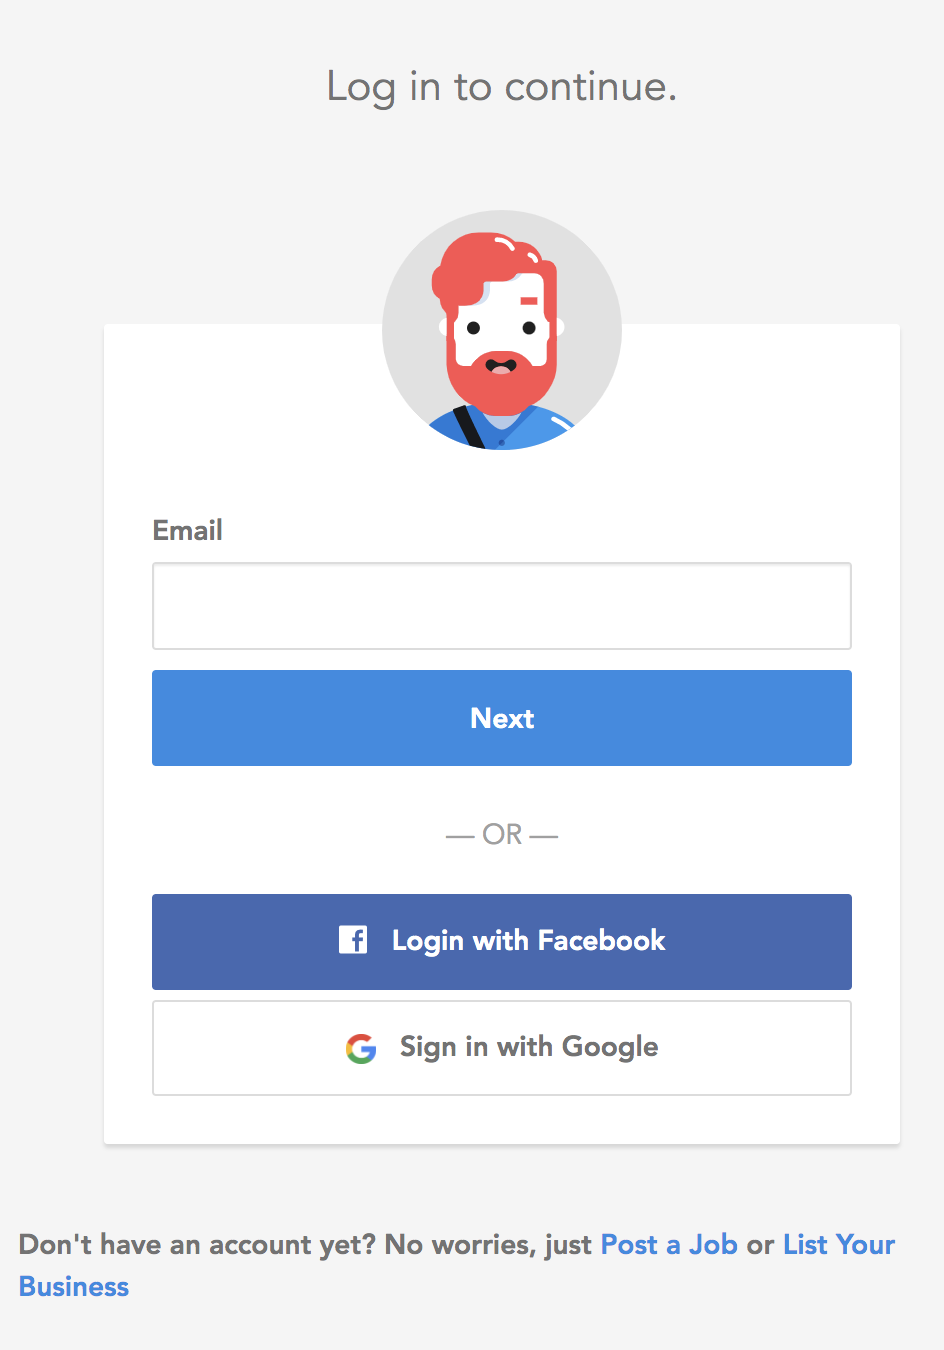 Log in to continue.
Email
Next
— OR —
Login with Facebook
Sign in with Google
Don't have an account yet? No worries, just Post a Job or List Your
Business